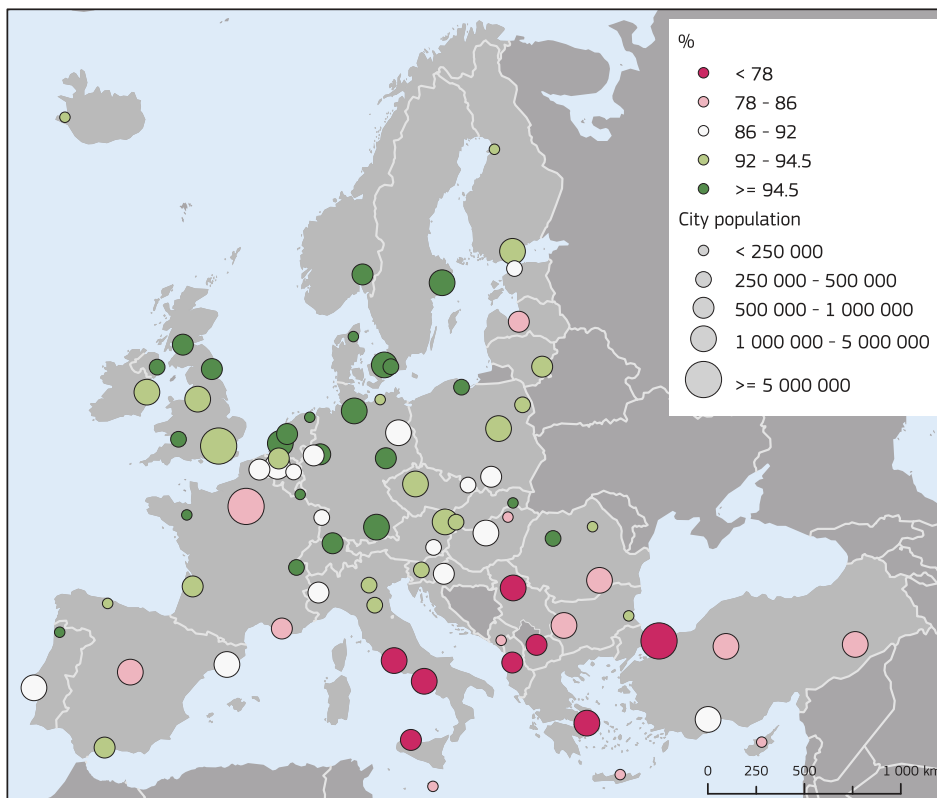 %
< 78
78 - 86
86 - 92
92 - 94.5
>= 94.5
City population
< 250 000
250 000 - 500 000
500 000 - 1 000 000
1 000 000 - 5 000 000
>= 5 000 000
0 250 500 1 000 km